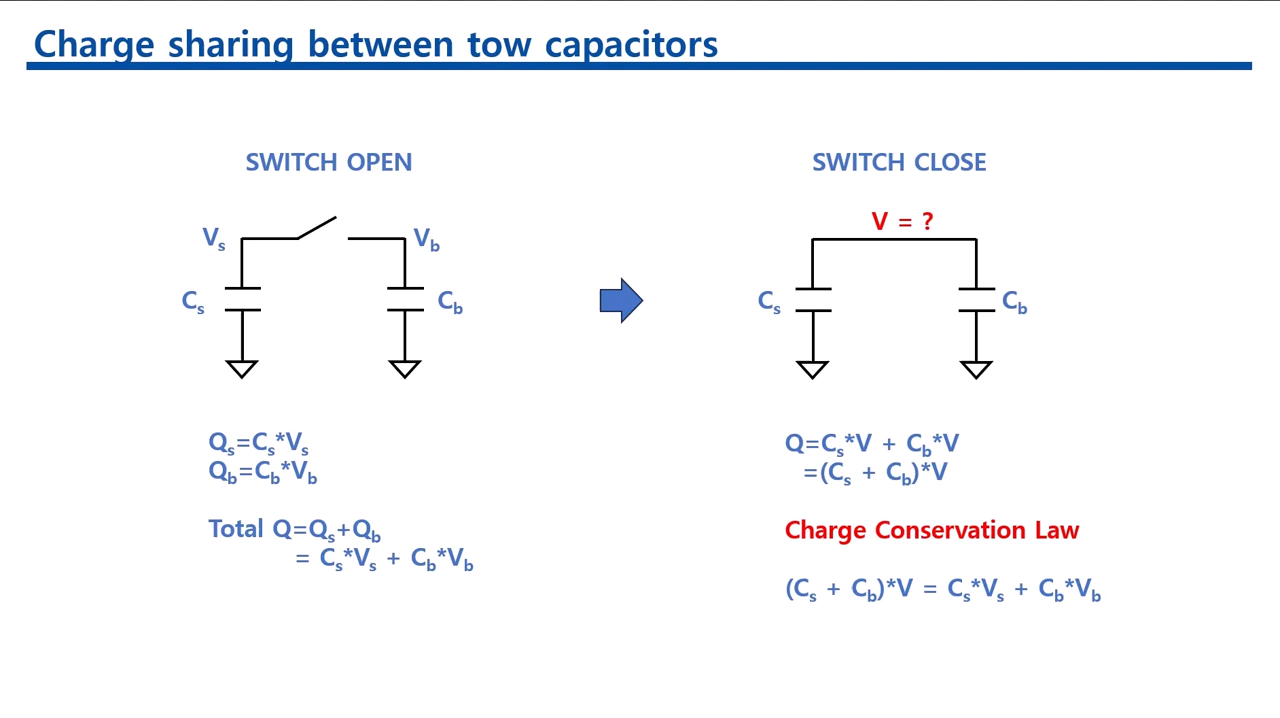 Charge sharing between tow capacitors
SWITCH OPEN
Vs
Vb
Cs
Cb
Qs=Cs*Vs
Qb=Cb*Vb
Total Q=Qs+Qb
= Cs*Vs + Cb*Vb
SWITCH CLOSE
V = ?
Cs
Cb
Q=Cs*V + Cb*V
=(Cs + Cb)*V
Charge Conservation Law
(Cs + Cb)*V = Cs*Vs + Cb*Vb